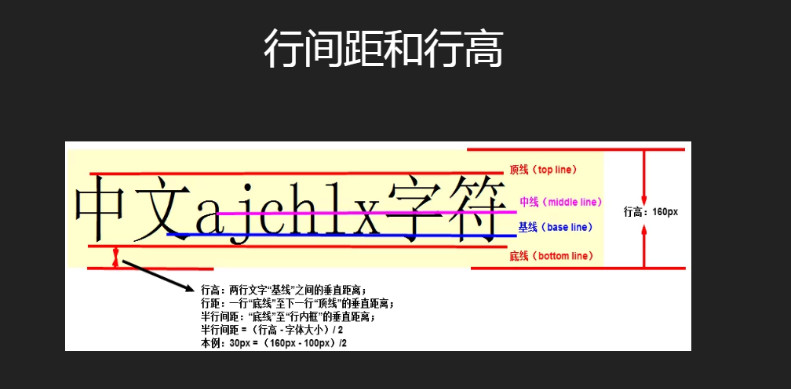 行间距和行高
顶线（top line）
中文ajchlx字符
中线（middle line）
行高：160px
基线（base line）
底线（bottom line）
行高：两行文字“基线”之间的垂直距离；
行距：一行“底线”至下一行“顶线”的垂直距离；
半行间距：“底线”至“行内框”的垂直距离；
半行间距 =（行高 - 字体大小）/ 2
本例：30px =（160px - 100px）/2